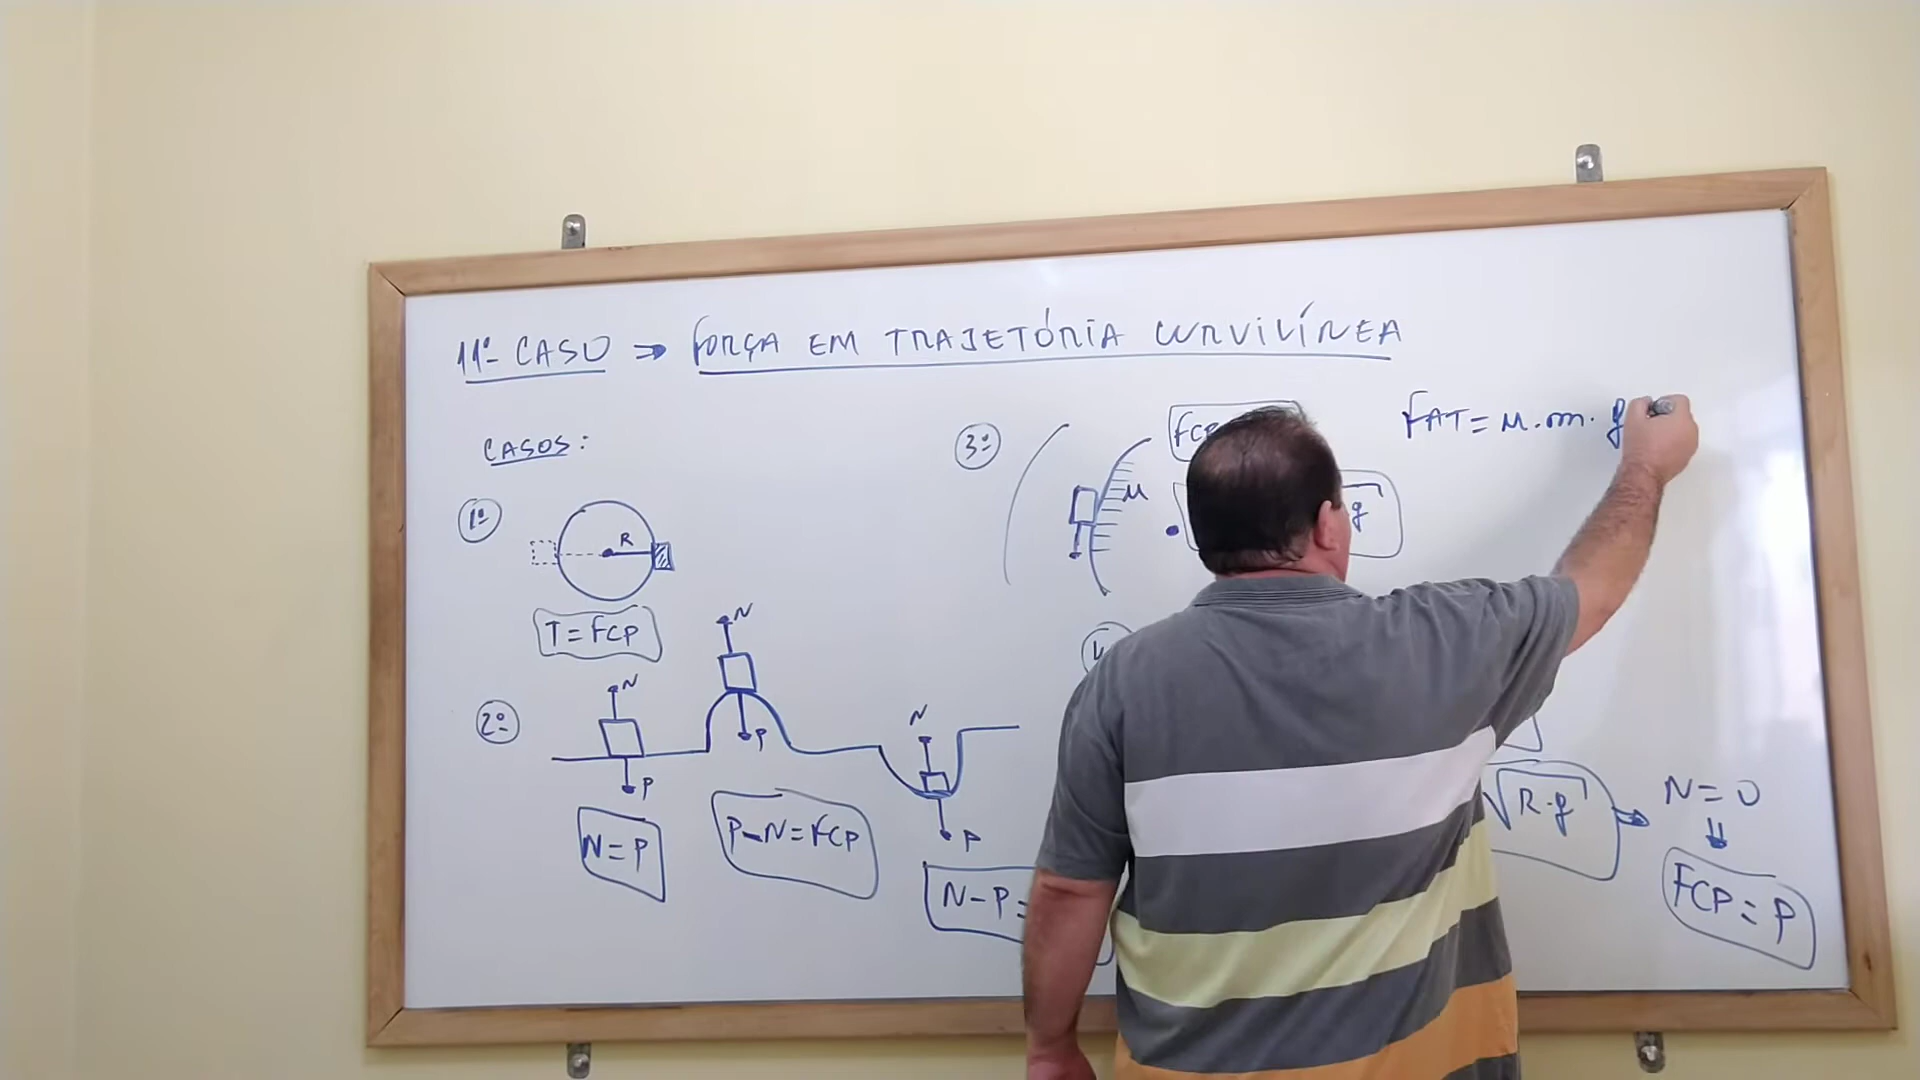 11º CASO ⇒ FORÇA EM TRAJETÓRIA CURVILÍNEA
CASOS:
1º
R
T = FCP
2º
N
P
N = P
N
P
P - N = FCP
N
P
N - P =
3º
μ
FCP
g
FAT = μ.m.g
√R.g ⇒ N = 0
⇓
FCP = P